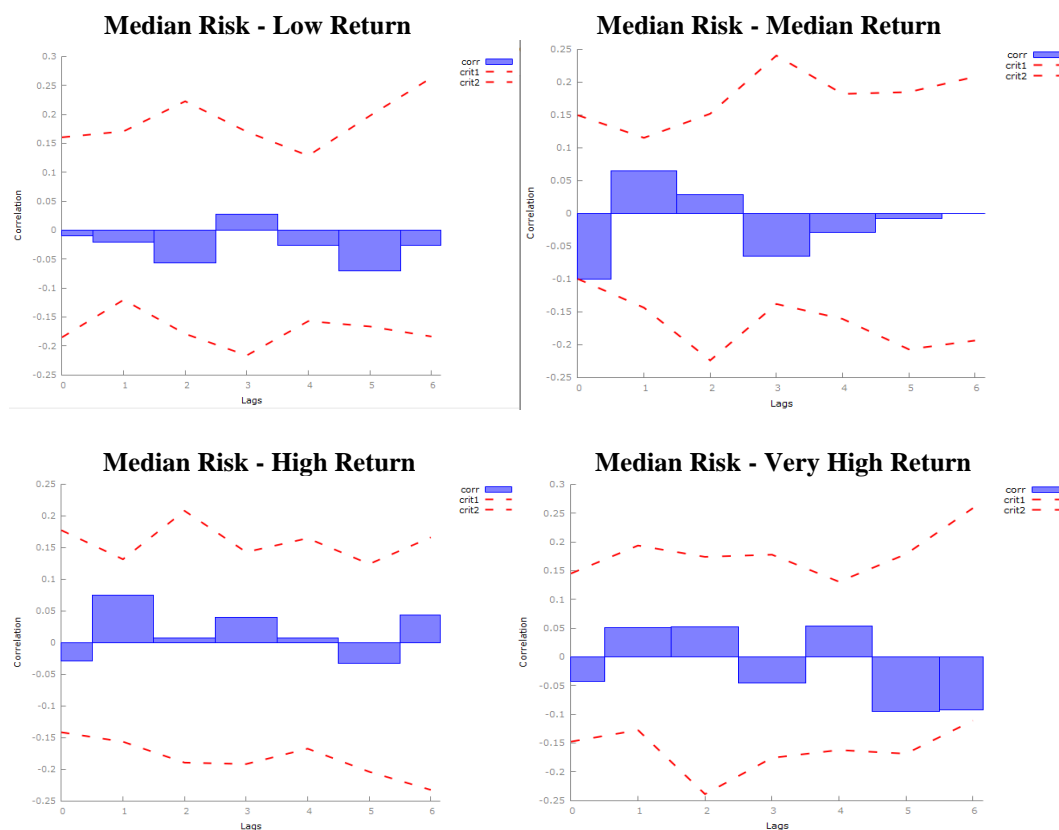 Median Risk - Low Return
corr
crit1
crit2
0.3
0.25
0.2
0.15
0.1
0.05
0
-0.05
-0.1
-0.15
-0.2
-0.25
Correlation
0 1 2 3 4 5 6
Lags
Median Risk - Median Return
corr
crit1
crit2
0.25
0.2
0.15
0.1
0.05
0
-0.05
-0.1
-0.15
-0.2
-0.25
Correlation
0 1 2 3 4 5 6
Lags
Median Risk - High Return
corr
crit1
crit2
0.25
0.2
0.15
0.1
0.05
0
-0.05
-0.1
-0.15
-0.2
-0.25
Correlation
0 1 2 3 4 5 6
Lags
Median Risk - Very High Return
corr
crit1
crit2
0.3
0.25
0.2
0.15
0.1
0.05
0
-0.05
-0.1
-0.15
-0.2
-0.25
Correlation
0 1 2 3 4 5 6
Lags